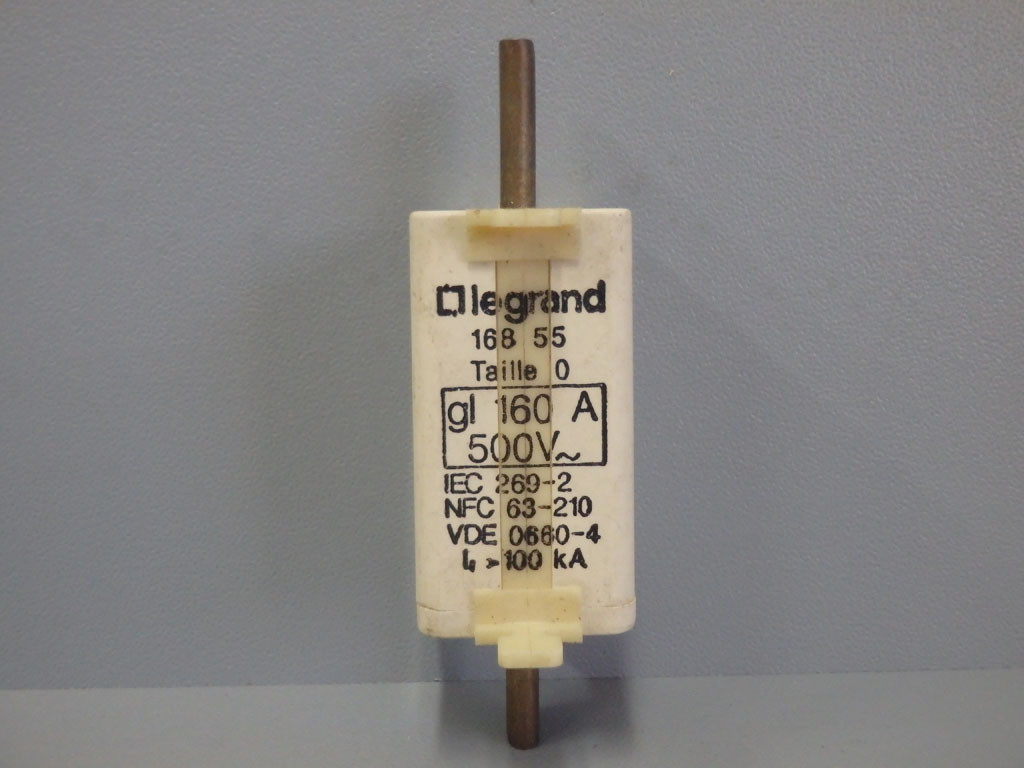 legrand
168 55
Taille 0
gI 160 A
500V~
IEC 269-2
NFC 63-210
VDE 0660-4
I₁ > 100 kA